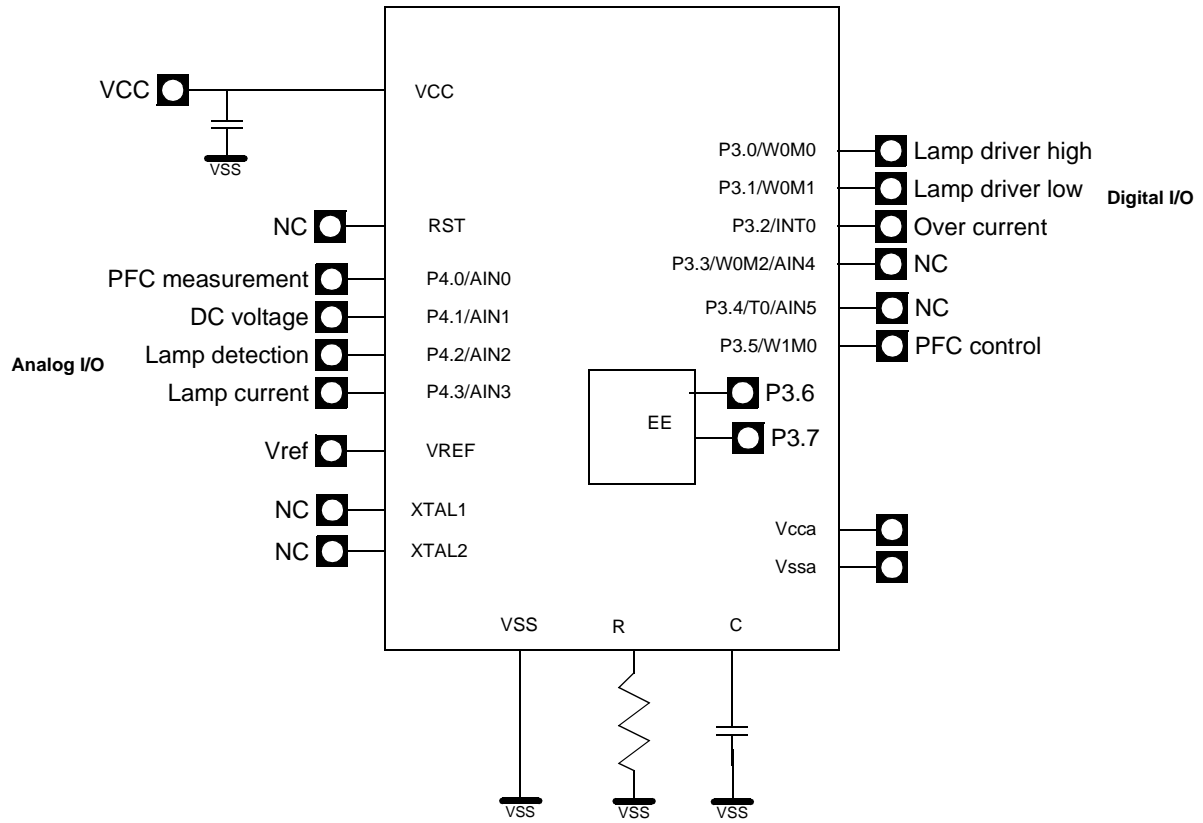 VCC
VCC
VSS
P3.0/W0M0
Lamp driver high
P3.1/W0M1
Lamp driver low
Digital I/O
NC
RST
P3.2/INT0
Over current
P3.3/W0M2/AIN4
NC
PFC measurement
P4.0/AIN0
P3.4/T0/AIN5
NC
DC voltage
P4.1/AIN1
P3.5/W1M0
PFC control
Analog I/O
Lamp detection
P4.2/AIN2
Lamp current
P4.3/AIN3
EE
P3.6
P3.7
Vref
VREF
NC
XTAL1
NC
XTAL2
Vcca
Vssa
VSS
R
C
VSS
VSS
VSS